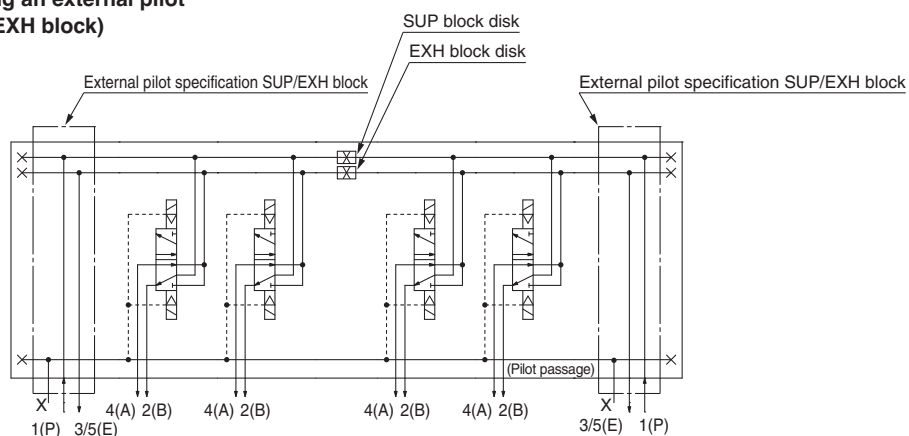 g an external pilot
EXH block)
SUP block disk
EXH block disk
External pilot specification SUP/EXH block
External pilot specification SUP/EXH block
(Pilot passage)
X
X
4(A) 2(B)
4(A) 2(B)
4(A) 2(B)
4(A) 2(B)
1(P) 3/5(E)
3/5(E) 1(P)